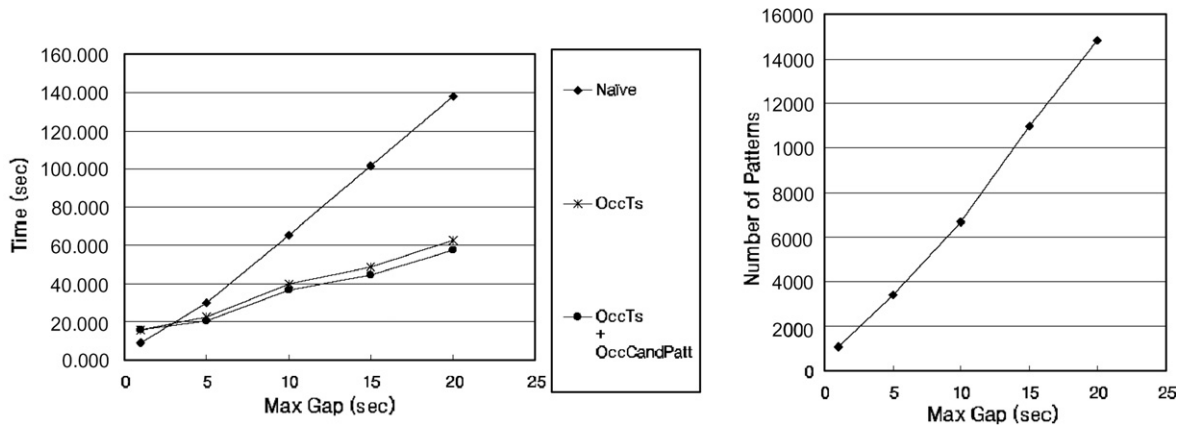 160.000
140.000
120.000
100.000
80.000
60.000
40.000
20.000
0.000
Time (sec)
0 5 10 15 20 25
Max Gap (sec)
Naïve
OccTs
OccTs
+
OccCandPatt
16000
14000
12000
1000
8000
6000
4000
2000
0
Number of Patterns
0 5 10 15 20 25
Max Gap (sec)